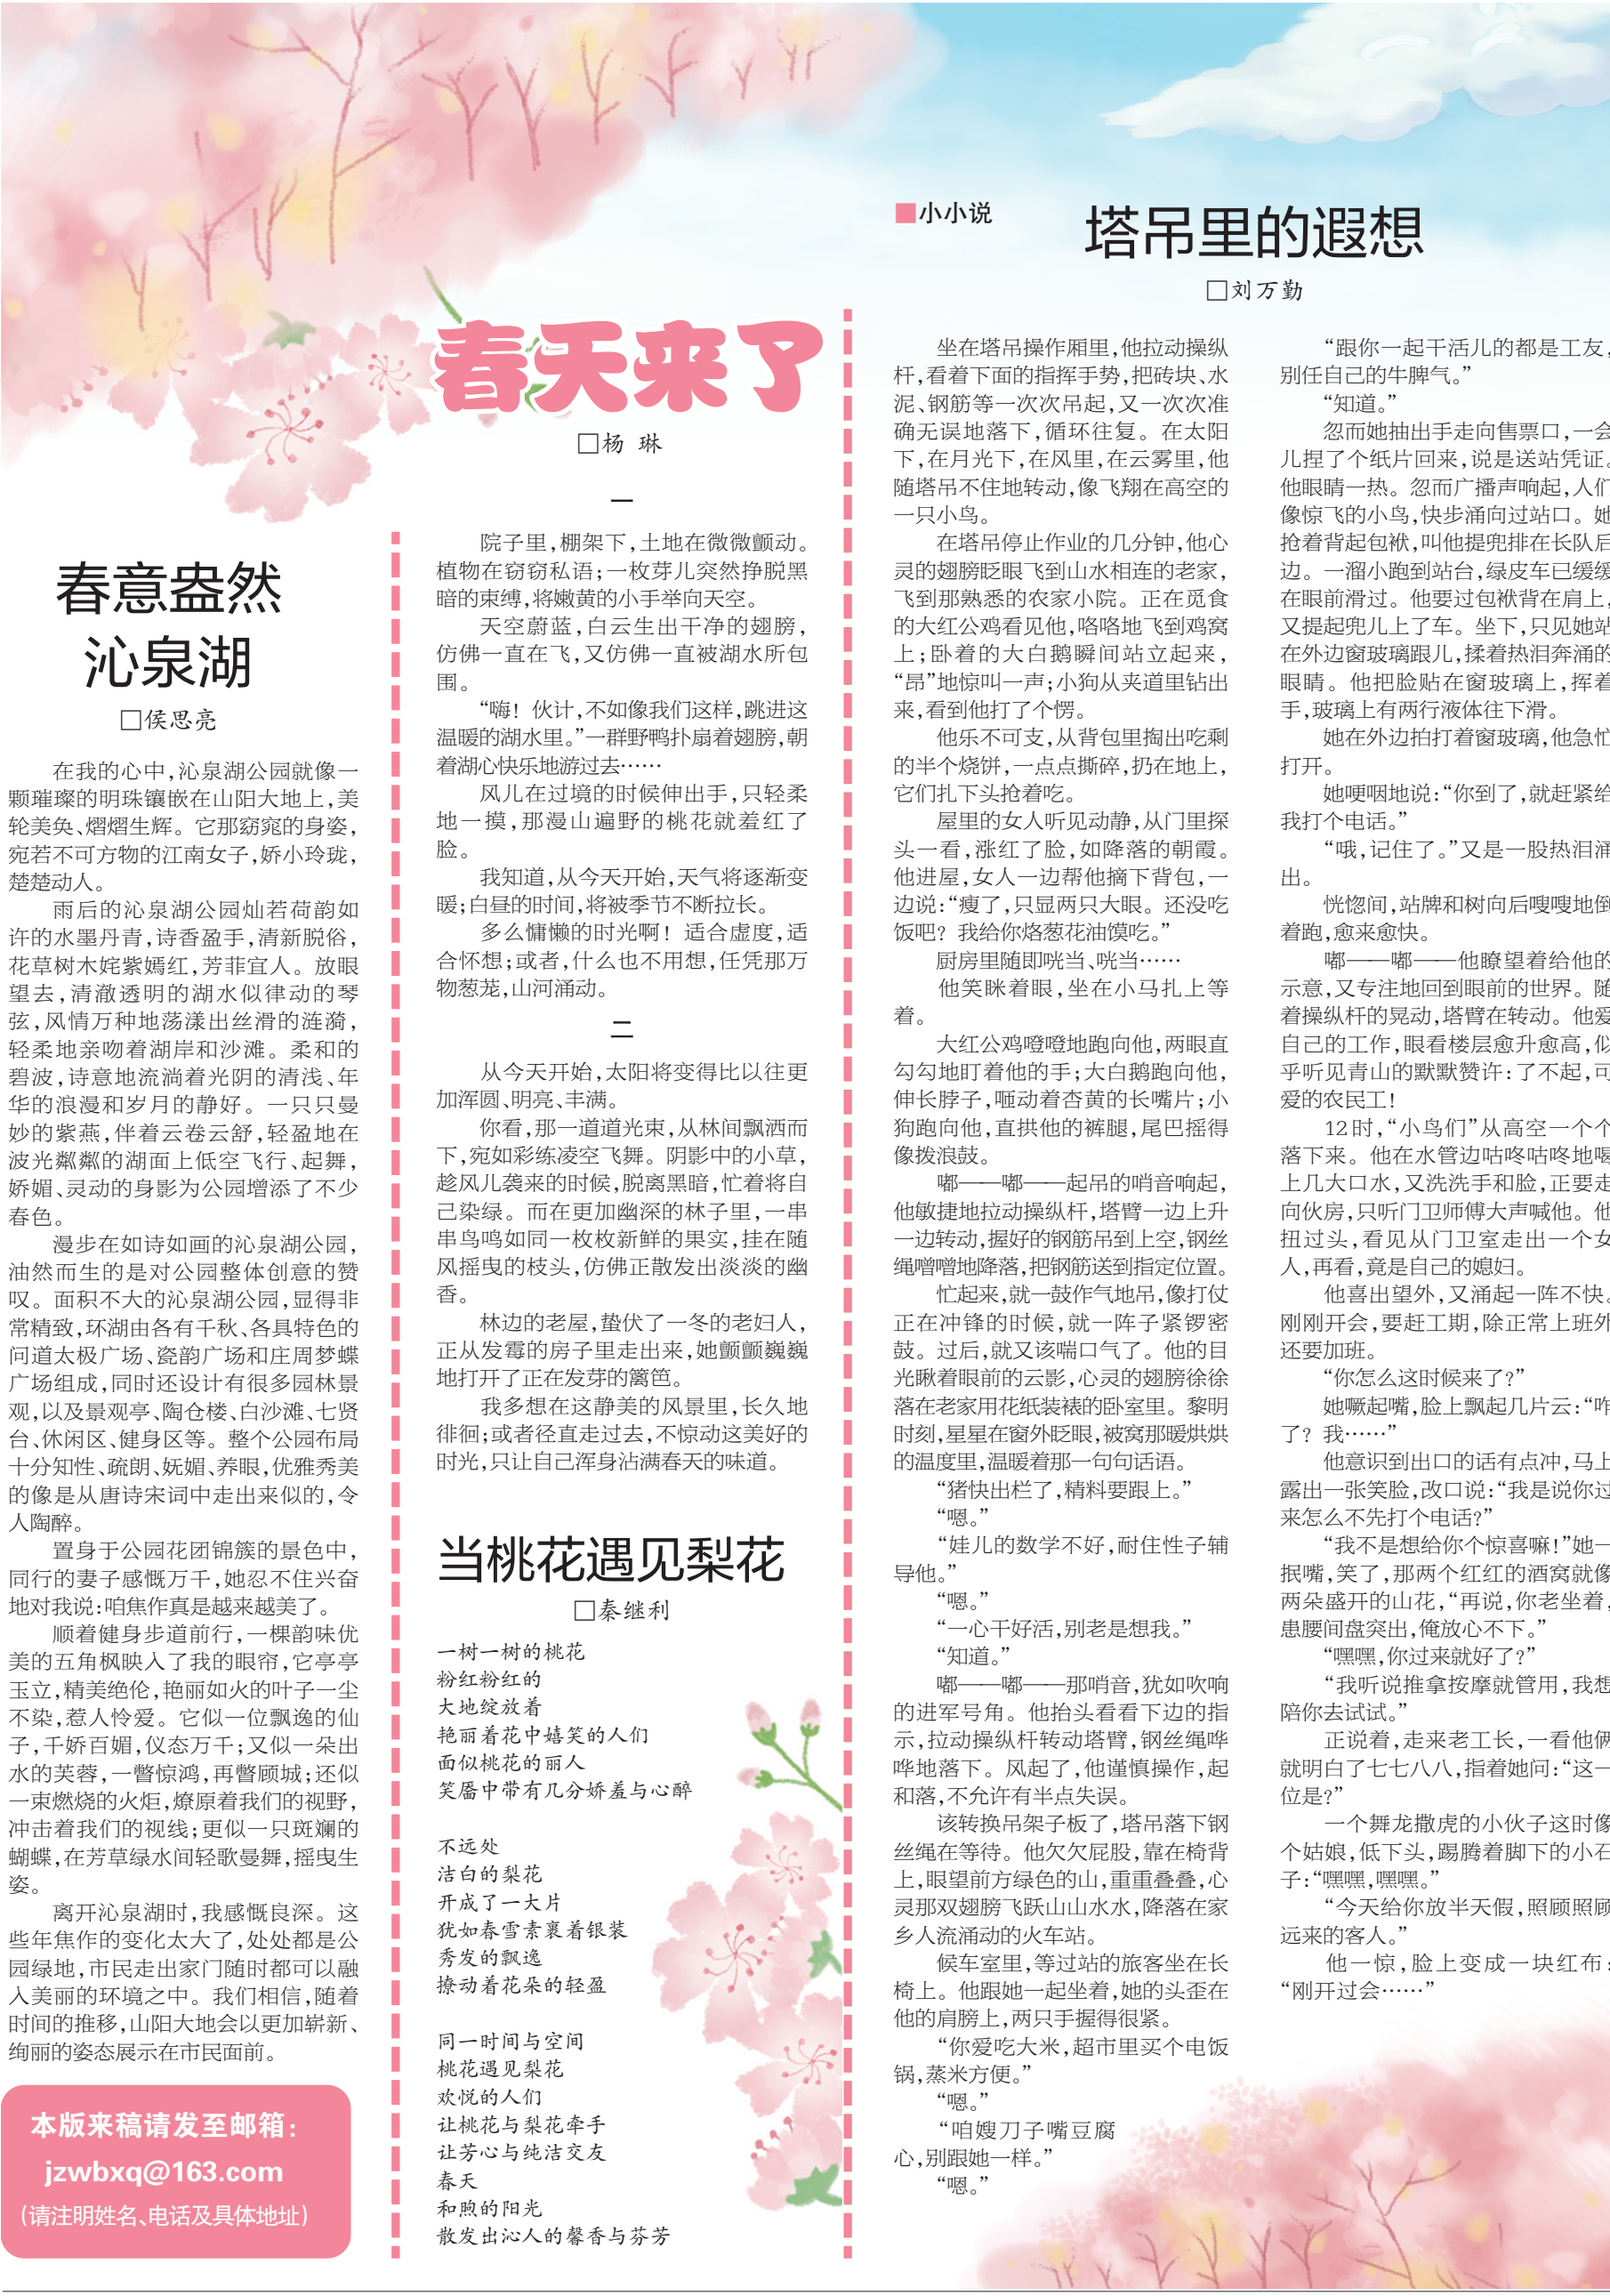 春意盎然
沁泉湖
□侯思亮
在我的心中，沁泉湖公园就像一
颗璀璨的明珠镶嵌在山阳大地上，美
轮美奂、熠熠生辉。它那窈窕的身姿，
宛若不可方物的江南女子，娇小玲珑，
楚楚动人。
雨后的沁泉湖公园灿若荷韵如
许的水墨丹青，诗香盈手，清新脱俗，
花草树木姹紫嫣红，芳菲宜人。放眼
望去，清澈透明的湖水似律动的琴
弦，风情万种地荡漾出丝滑的涟漪，
轻柔地亲吻着湖岸和沙滩。柔和的
碧波，诗意地流淌着光阴的清浅、年
华的浪漫和岁月的静好。一只只曼
妙的紫燕，伴着云卷云舒，轻盈地在
波光粼粼的湖面上低空飞行、起舞，
娇媚、灵动的身影为公园增添了不少
春色。
漫步在如诗如画的沁泉湖公园，
油然而生的是对公园整体创意的赞
叹。面积不大的沁泉湖公园，显得非
常精致，环湖由各有千秋、各具特色的
问道太极广场、瓷韵广场和庄周梦蝶
广场组成，同时还设计有很多园林景
观，以及景观亭、陶仓楼、白沙滩、七贤
台、休闲区、健身区等。整个公园布局
十分知性、疏朗、妩媚、养眼，优雅秀美
的像是从唐诗宋词中走出来似的，令
人陶醉。
置身于公园花团锦簇的景色中，
同行的妻子感慨万千，她忍不住兴奋
地对我说：咱焦作真是越来越美了。
顺着健身步道前行，一棵韵味优
美的五角枫映入了我的眼帘，它亭亭
玉立，精美绝伦，艳丽如火的叶子一尘
不染，惹人怜爱。它似一位飘逸的仙
子，千娇百媚，仪态万千；又似一朵出
水的芙蓉，一瞥惊鸿，再瞥顾城；还似
一束燃烧的火炬，燎原着我们的视野，
冲击着我们的视线；更似一只斑斓的
蝴蝶，在芳草绿水间轻歌曼舞，摇曳生
姿。
离开沁泉湖时，我感慨良深。这
些年焦作的变化太大了，处处都是公
园绿地，市民走出家门随时都可以融
入美丽的环境之中。我们相信，随着
时间的推移，山阳大地会以更加崭新、
绚丽的姿态展示在市民面前。
本版来稿请发至邮箱：
jzwbxq@163.com
（请注明姓名、电话及具体地址）
春天来了
□杨 琳
一
院子里，棚架下，土地在微微颤动。
植物在窃窃私语；一枚芽儿突然挣脱黑
暗的束缚，将嫩黄的小手举向天空。
天空蔚蓝，白云生出干净的翅膀，
仿佛一直在飞，又仿佛一直被湖水所包
围。
“嗨！伙计，不如像我们这样，跳进这
温暖的湖水里。”一群野鸭扑扇着翅膀，朝
着湖心快乐地游过去……
风儿在过境的时候伸出手，只轻柔
地一摸，那漫山遍野的桃花就羞红了
脸。
我知道，从今天开始，天气将逐渐变
暖；白昼的时间，将被季节不断拉长。
多么慵懒的时光啊！适合虚度，适
合怀想；或者，什么也不用想，任凭那万
物葱茏，山河涌动。
二
从今天开始，太阳将变得比以往更
加浑圆、明亮、丰满。
你看，那一道道光束，从林间飘洒而
下，宛如彩练凌空飞舞。阴影中的小草，
趁风儿袭来的时候，脱离黑暗，忙着将自
己染绿。而在更加幽深的林子里，一串
串鸟鸣如同一枚枚新鲜的果实，挂在随
风摇曳的枝头，仿佛正散发出淡淡的幽
香。
林边的老屋，蛰伏了一冬的老妇人，
正从发霉的房子里走出来，她颤颤巍巍
地打开了正在发芽的篱笆。
我多想在这静美的风景里，长久地
徘徊；或者径直走过去，不惊动这美好的
时光，只让自己浑身沾满春天的味道。
当桃花遇见梨花
□秦继利
一树一树的桃花
粉红粉红的
大地绽放着
艳丽着花中嬉笑的人们
面似桃花的丽人
笑靥中带有几分娇羞与心醉
不远处
洁白的梨花
开成了一大片
犹如春雪素裹着银装
秀发的飘逸
撩动着花朵的轻盈
同一时间与空间
桃花遇见梨花
欢悦的人们
让桃花与梨花牵手
让芳心与纯洁交友
春天
和煦的阳光
散发出沁人的馨香与芬芳
■小小说
塔吊里的遐想
□刘万勤
坐在塔吊操作厢里，他拉动操纵
杆，看着下面的指挥手势，把砖块、水
泥、钢筋等一次次吊起，又一次次准
确无误地落下，循环往复。在太阳
下，在月光下，在风里，在云雾里，他
随塔吊不住地转动，像飞翔在高空的
一只小鸟。
在塔吊停止作业的几分钟，他心
灵的翅膀眨眼飞到山水相连的老家，
飞到那熟悉的农家小院。正在觅食
的大红公鸡看见他，咯咯地飞到鸡窝
上；卧着的大白鹅瞬间站立起来，
“昂”地惊叫一声；小狗从夹道里钻出
来，看到他打了个愣。
他乐不可支，从背包里掏出吃剩
的半个烧饼，一点点撕碎，扔在地上，
它们扎下头抢着吃。
屋里的女人听见动静，从门里探
头一看，涨红了脸，如降落的朝霞。
他进屋，女人一边帮他摘下背包，一
边说：“瘦了，只显两只大眼。还没吃
饭吧？我给你烙葱花油馍吃。”
厨房里随即咣当、咣当……
他笑眯着眼，坐在小马扎上等
着。
大红公鸡噔噔地跑向他，两眼直
勾勾地盯着他的手；大白鹅跑向他，
伸长脖子，咂动着杏黄的长嘴片；小
狗跑向他，直拱他的裤腿，尾巴摇得
像拨浪鼓。
嘟——嘟——起吊的哨音响起，
他敏捷地拉动操纵杆，塔臂一边上升
一边转动，握好的钢筋吊到上空，钢丝
绳噌噌地降落，把钢筋送到指定位置。
忙起来，就一鼓作气地吊，像打仗
正在冲锋的时候，就一阵子紧锣密
鼓。过后，就又该喘口气了。他的目
光瞅着眼前的云影，心灵的翅膀徐徐
落在老家用花纸装裱的卧室里。黎明
时刻，星星在窗外眨眼，被窝那暖烘烘
的温度里，温暖着那一句句话语。
“猪快出栏了，精料要跟上。”
“嗯。”
“娃儿的数学不好，耐住性子辅
导他。”
“嗯。”
“一心干好活，别老是想我。”
“知道。”
嘟——嘟——那哨音，犹如吹响
的进军号角。他抬头看看下边的指
示，拉动操纵杆转动塔臂，钢丝绳哗
哗地落下。风起了，他谨慎操作，起
和落，不允许有半点失误。
该转换吊架子板了，塔吊落下钢
丝绳在等待。他欠欠屁股，靠在椅背
上，眼望前方绿色的山，重重叠叠，心
灵那双翅膀飞跃山山水水，降落在家
乡人流涌动的火车站。
候车室里，等过站的旅客坐在长
椅上。他跟她一起坐着，她的头歪在
他的肩膀上，两只手握得很紧。
“你爱吃大米，超市里买个电饭
锅，蒸米方便。”
“嗯。”
“咱嫂刀子嘴豆腐
心，别跟她一样。”
“嗯。”
“跟你一起干活儿的都是工友，
别任自己的牛脾气。”
“知道。”
忽而她抽出手走向售票口，一会
儿捏了个纸片回来，说是送站凭证。
他眼睛一热。忽而广播声响起，人们
像惊飞的小鸟，快步涌向过站口。她
抢着背起包袱，叫他提兜排在长队后
边。一溜小跑到站台，绿皮车已缓缓
在眼前滑过。他要过包袱背在肩上，
又提起兜儿上了车。坐下，只见她站
在外边窗玻璃跟儿，揉着热泪奔涌的
眼睛。他把脸贴在窗玻璃上，挥着
手，玻璃上有两行液体往下滑。
她在外边拍打着窗玻璃，他急忙
打开。
她哽咽地说：“你到了，就赶紧给
我打个电话。”
“哦，记住了。”又是一股热泪涌
出。
恍惚间，站牌和树向后嗖嗖地倒
着跑，愈来愈快。
嘟——嘟——他瞭望着给他的
示意，又专注地回到眼前的世界。随
着操纵杆的晃动，塔臂在转动。他爱
自己的工作，眼看楼层愈升愈高，似
乎听见青山的默默赞许：了不起，可
爱的农民工！
12时，“小鸟们”从高空一个个
落下来。他在水管边咕咚咕咚地喝
上几大口水，又洗洗手和脸，正要走
向伙房，只听门卫师傅大声喊他。他
扭过头，看见从门卫室走出一个女
人，再看，竟是自己的媳妇。
他喜出望外，又涌起一阵不快。
刚刚开会，要赶工期，除正常上班外
还要加班。
“你怎么这时候来了？”
她噘起嘴，脸上飘起几片云：“咋
了？我……”
他意识到出口的话有点冲，马上
露出一张笑脸，改口说：“我是说你过
来怎么不先打个电话？”
“我不是想给你个惊喜嘛！”她一
抿嘴，笑了，那两个红红的酒窝就像
两朵盛开的山花，“再说，你老坐着，
患腰间盘突出，俺放心不下。”
“嘿嘿，你过来就好了？”
“我听说推拿按摩就管用，我想
陪你去试试。”
正说着，走来老工长，一看他俩
就明白了七七八八，指着她问：“这一
位是？”
一个舞龙撒虎的小伙子这时像
个姑娘，低下头，踢腾着脚下的小石
子：“嘿嘿，嘿嘿。”
“今天给你放半天假，照顾照顾
远来的客人。”
他一惊，脸上变成一块红布：
“刚开过会……”